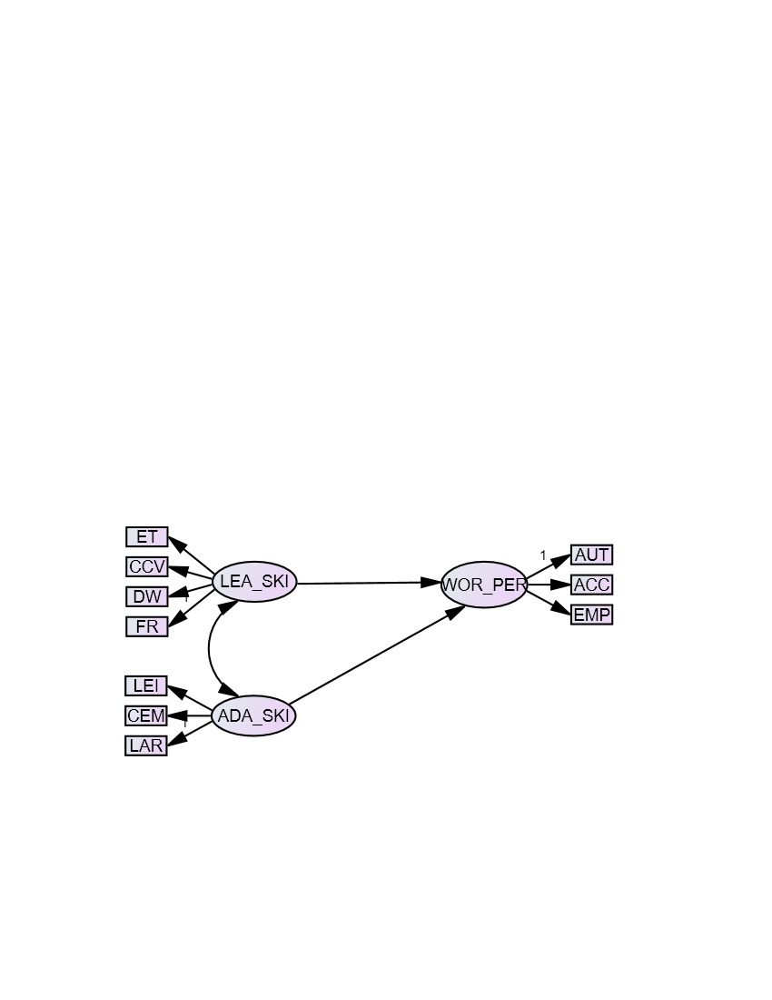 ET
CCV
DW
1
FR
LEA_SKI
WOR_PER
1
AUT
ACC
EMP
LEI
CEM
1
LAR
ADA_SKI